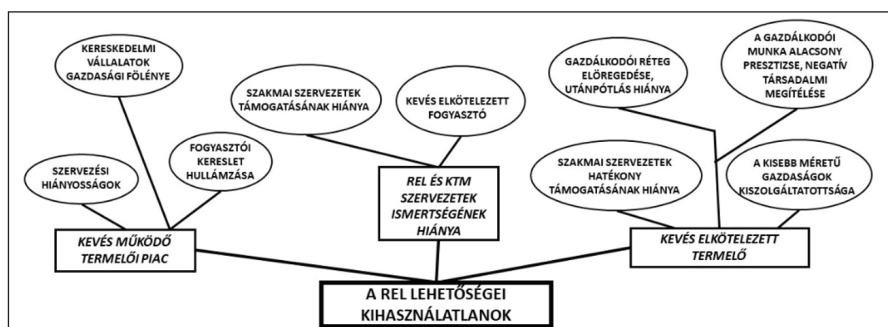 KERESKEDELMI
VÁLLALATOK
GAZDASÁGI FÖLÉNYE
SZERVEZÉSI
HIÁNYOSSÁGOK
FOGYASZTÓI
KERESLET
HULLÁMZÁSA
KEVÉS MŰKÖDŐ
TERMELŐI PIAC
SZAKMAI SZERVEZETEK
TÁMOGATÁSÁNAK HIÁNYA
KEVÉS ELKÖTELEZETT
FOGYASZTÓ
REL ÉS KTM
SZERVEZETEK
ISMERTSÉGÉNEK
HIÁNYA
GAZDÁLKODÓI RÉTEG
ELÖREGEDÉSE,
UTÁNPÓTLÁS HIÁNYA
A GAZDÁLKODÓI
MUNKA ALACSONY
PRESZTIZSE, NEGATÍV
TÁRSADALMI
MEGÍTÉLÉSE
SZAKMAI SZERVEZETEK
HATÉKONY
TÁMOGATÁSÁNAK HIÁNYA
A KISEBB MÉRETŰ
GAZDASÁGOK
KISZOLGÁLTATOTTSÁGA
KEVÉS ELKÖTELEZETT
TERMELŐ
A REL LEHETŐSÉGEI
KIHASZNÁLATLANOK